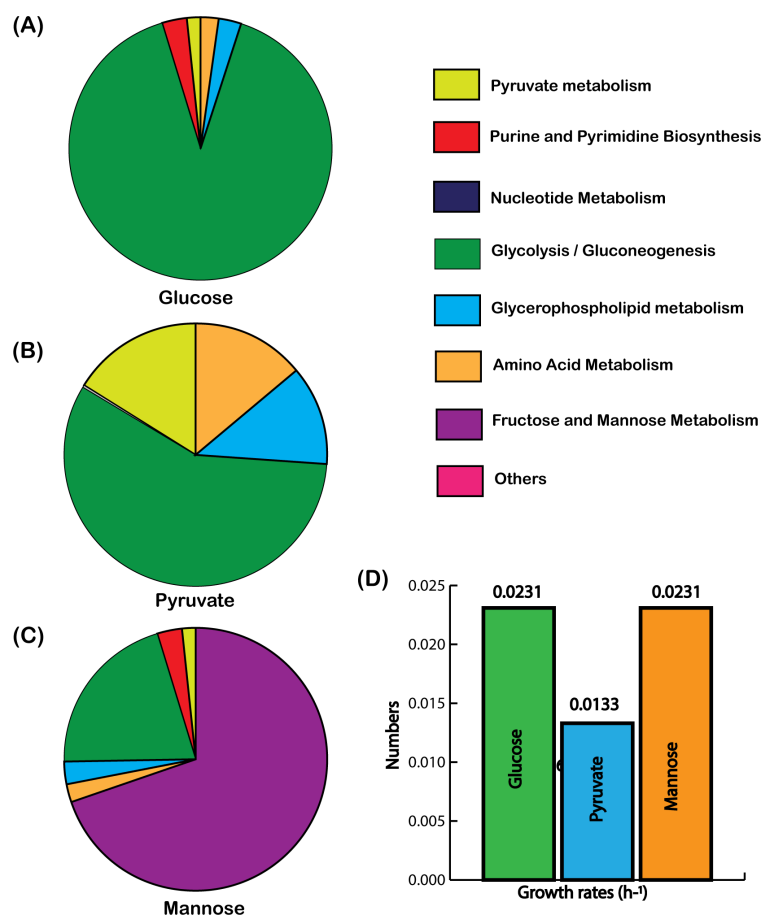 (A)
Glucose
(B)
Pyruvate
(C)
Mannose
Pyruvate metabolism
Purine and Pyrimidine Biosynthesis
Nucleotide Metabolism
Glycolysis / Gluconeogenesis
Glycerophospholipid metabolism
Amino Acid Metabolism
Fructose and Mannose Metabolism
Others
(D)
Numbers
0.025
0.020
0.015
0.010
0.005
0.000
0.0231
0.0133
0.0231
Glucose
Pyruvate
Mannose
Growth rates (h-¹)